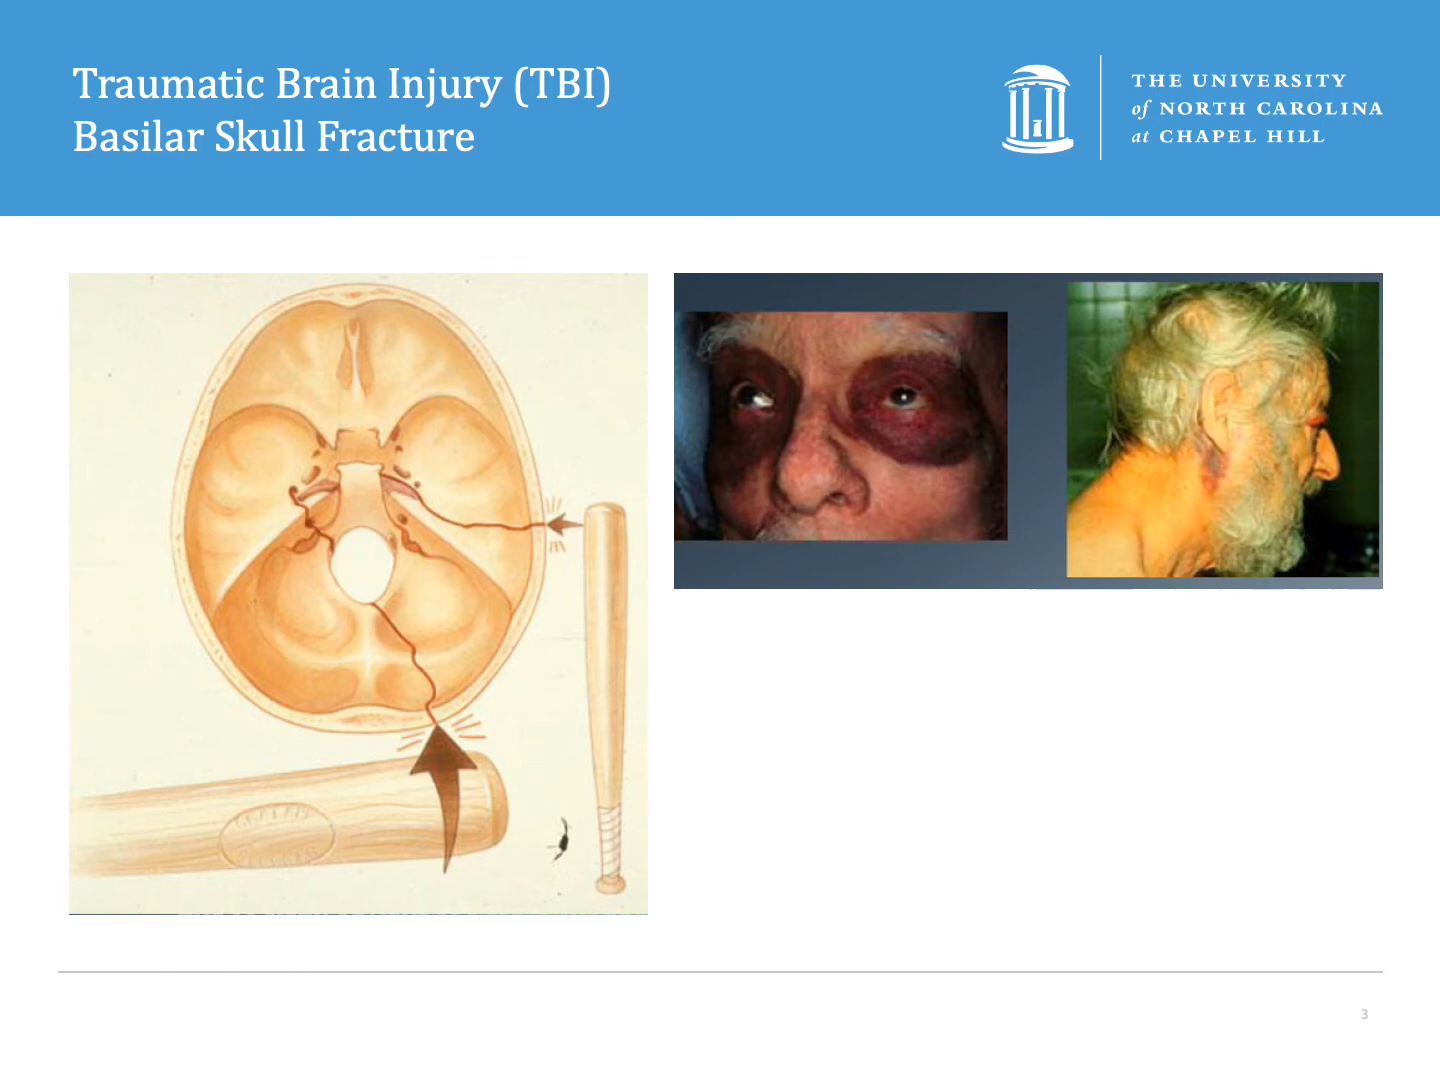 Traumatic Brain Injury (TBI)
Basilar Skull Fracture
THE UNIVERSITY
of NORTH CAROLINA
at CHAPEL HILL
3